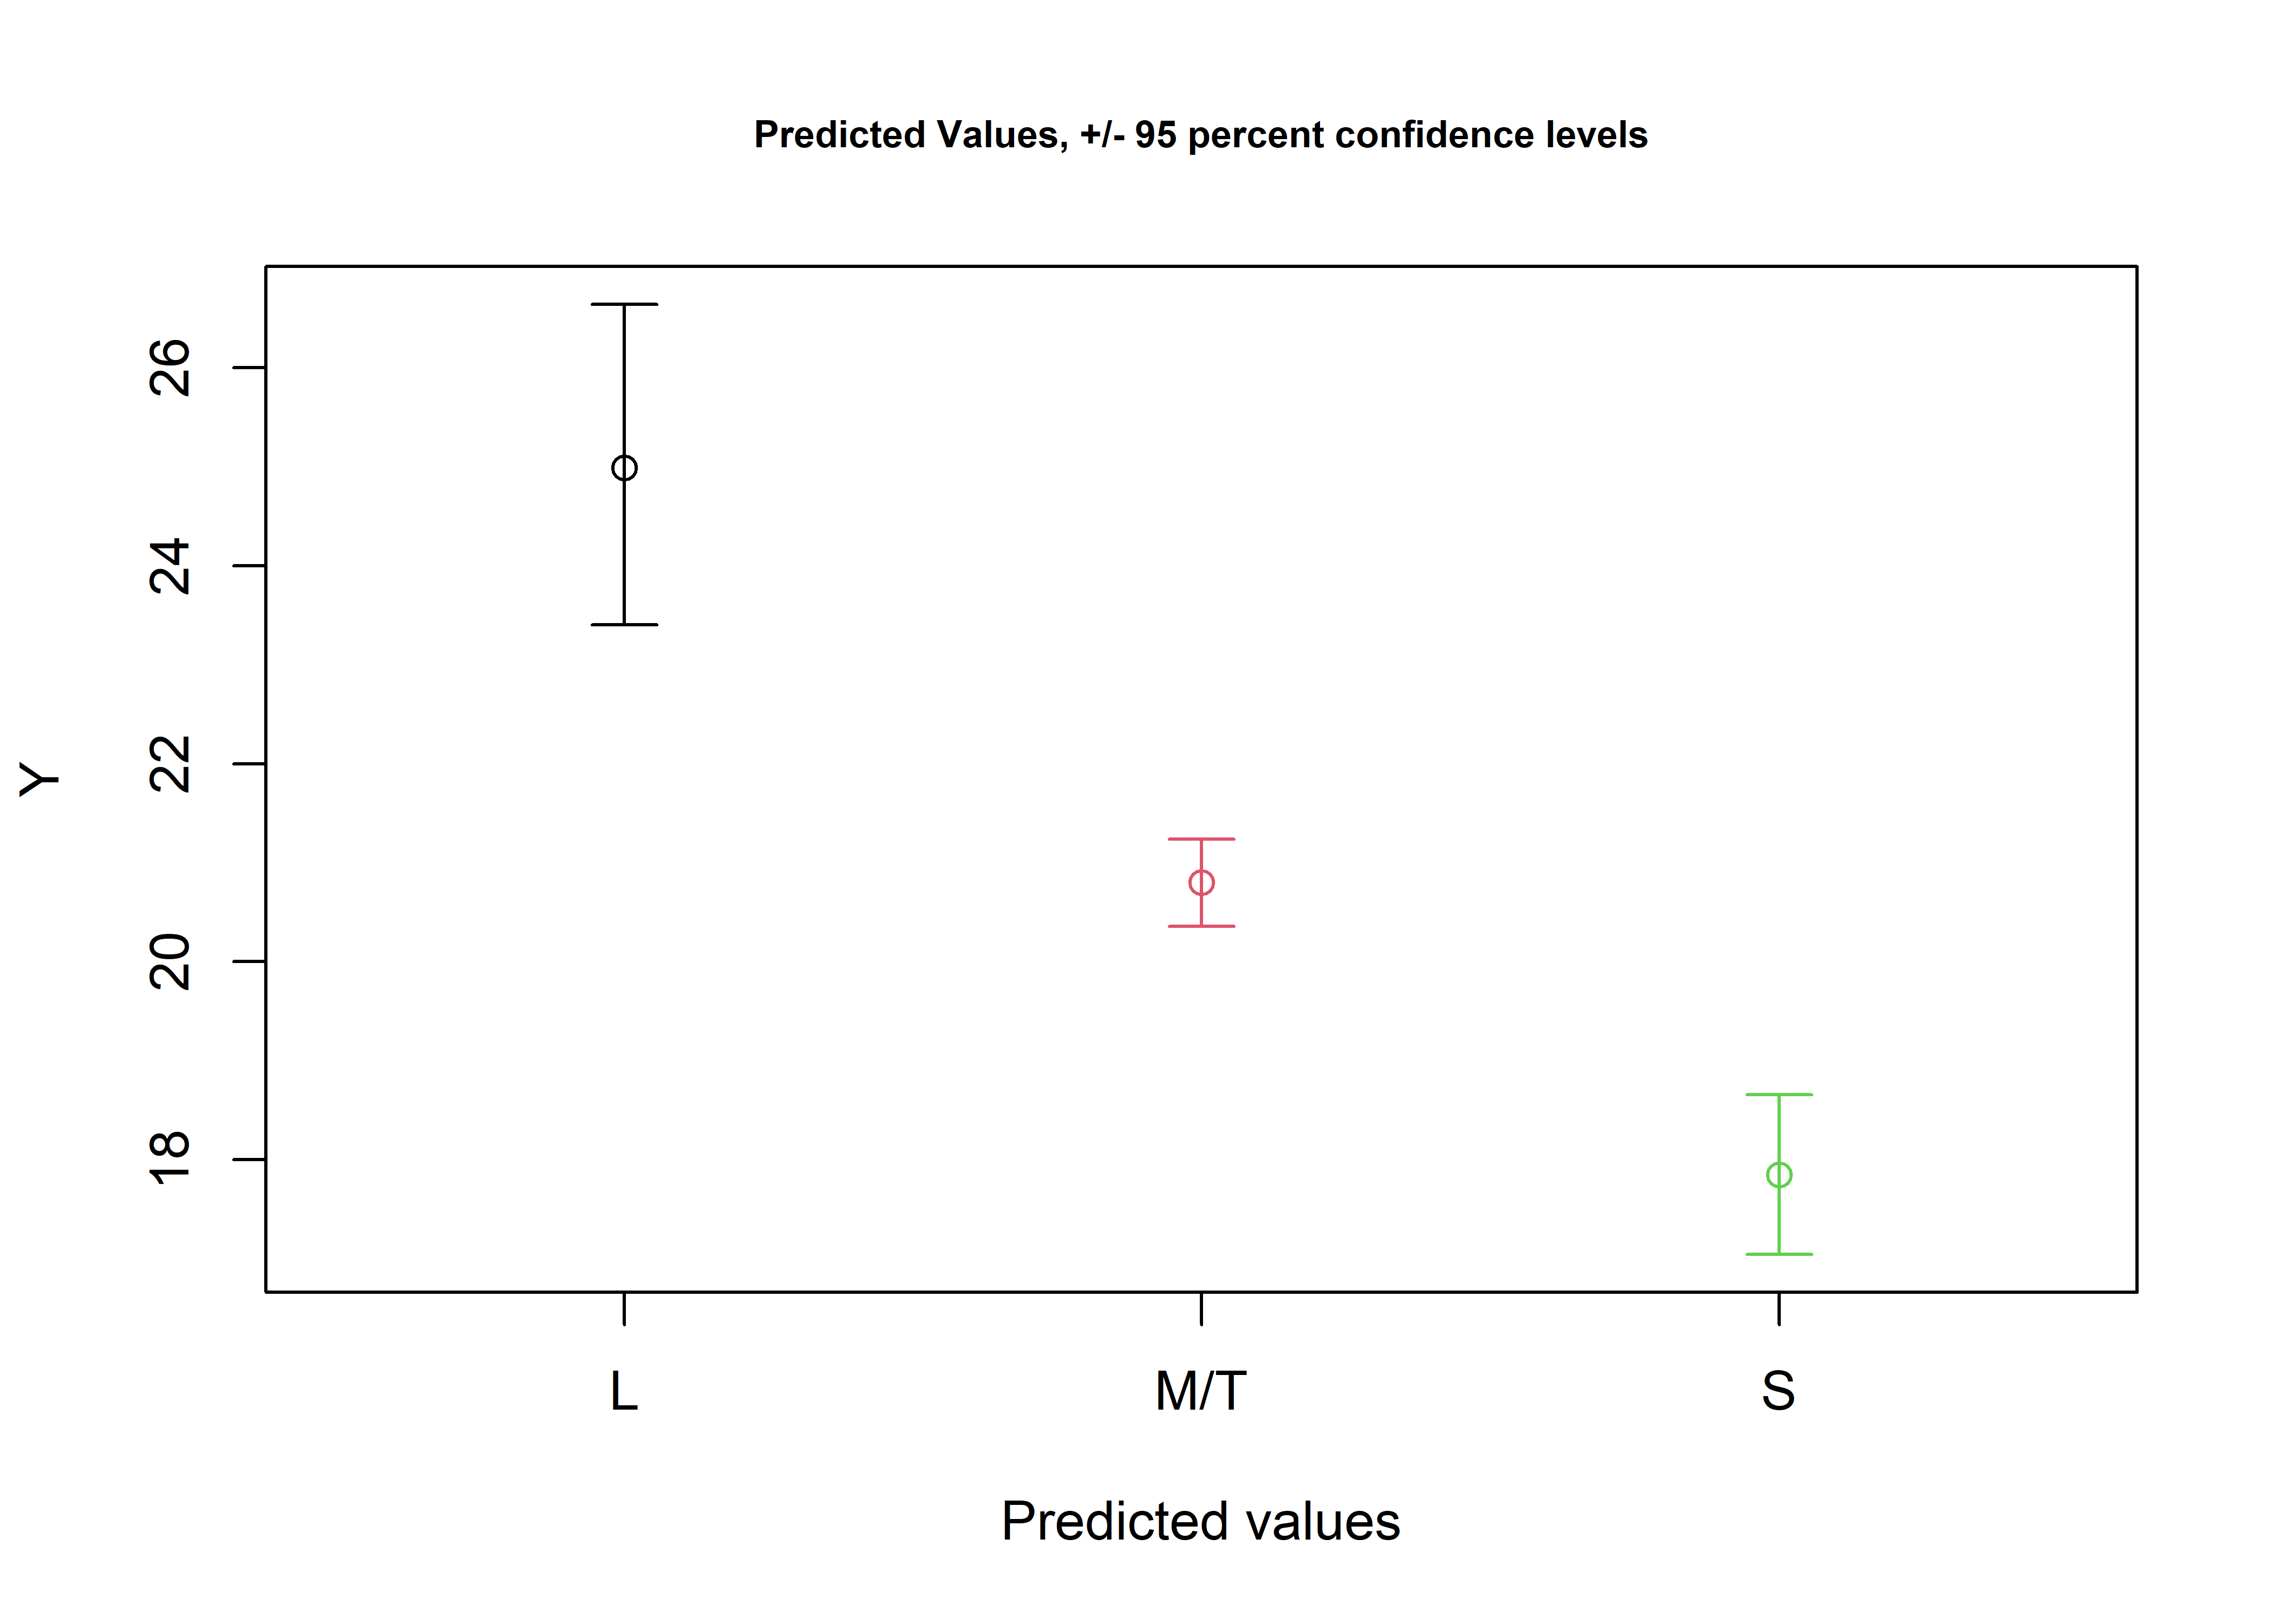 Predicted Values, +/- 95 percent confidence levels
26
24
22
20
18
Y
L
M/T
S
Predicted values